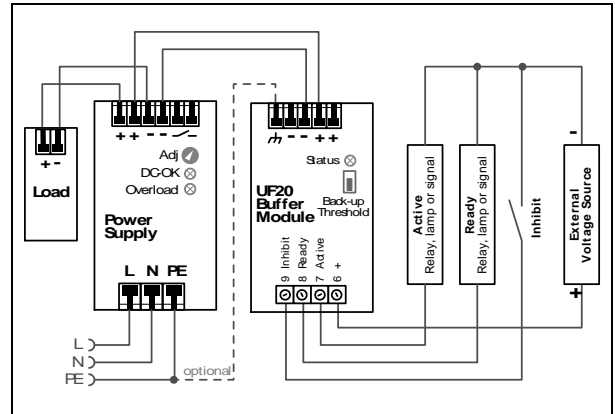 + -
Load
+ + - -
Adj
DC-OK
Overload
Power
Supply
L N PE
L
N
PE
optional
- - + +
Status
UF20
Buffer
Module
Back-up
Threshold
9 Inhibit
8 Ready
7 Active
6 +
Active
Relay, lamp or signal
Ready
Relay, lamp or signal
Inhibit
-
External
Voltage Source
+